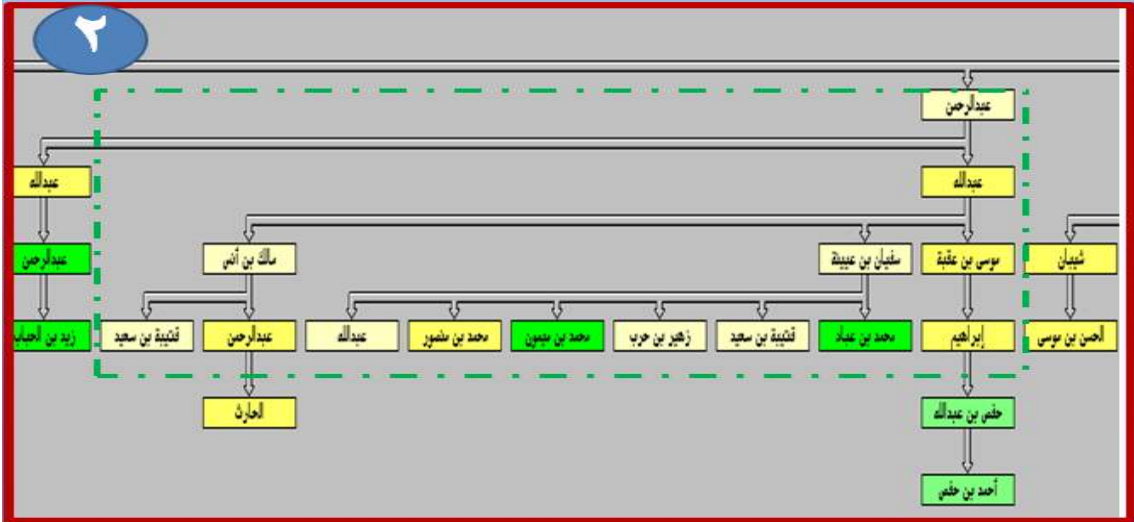 ٢
عبدالرحمن
عبدالله
عبدالله
شيبان
موسى بن عقبة
سفيان بن عيينة
مالك بن أنس
عبدالرحمن
الحسن بن موسى
إبراهيم
محمد بن عباد
قتيبة بن سعيد
زهير بن حرب
محمد بن ميمون
محمد بن منصور
عبدالله
عبدالرحمن
قتيبة بن سعيد
زيد بن الحباب
حفص بن عبدالله
الحارث
أحمد بن حفص